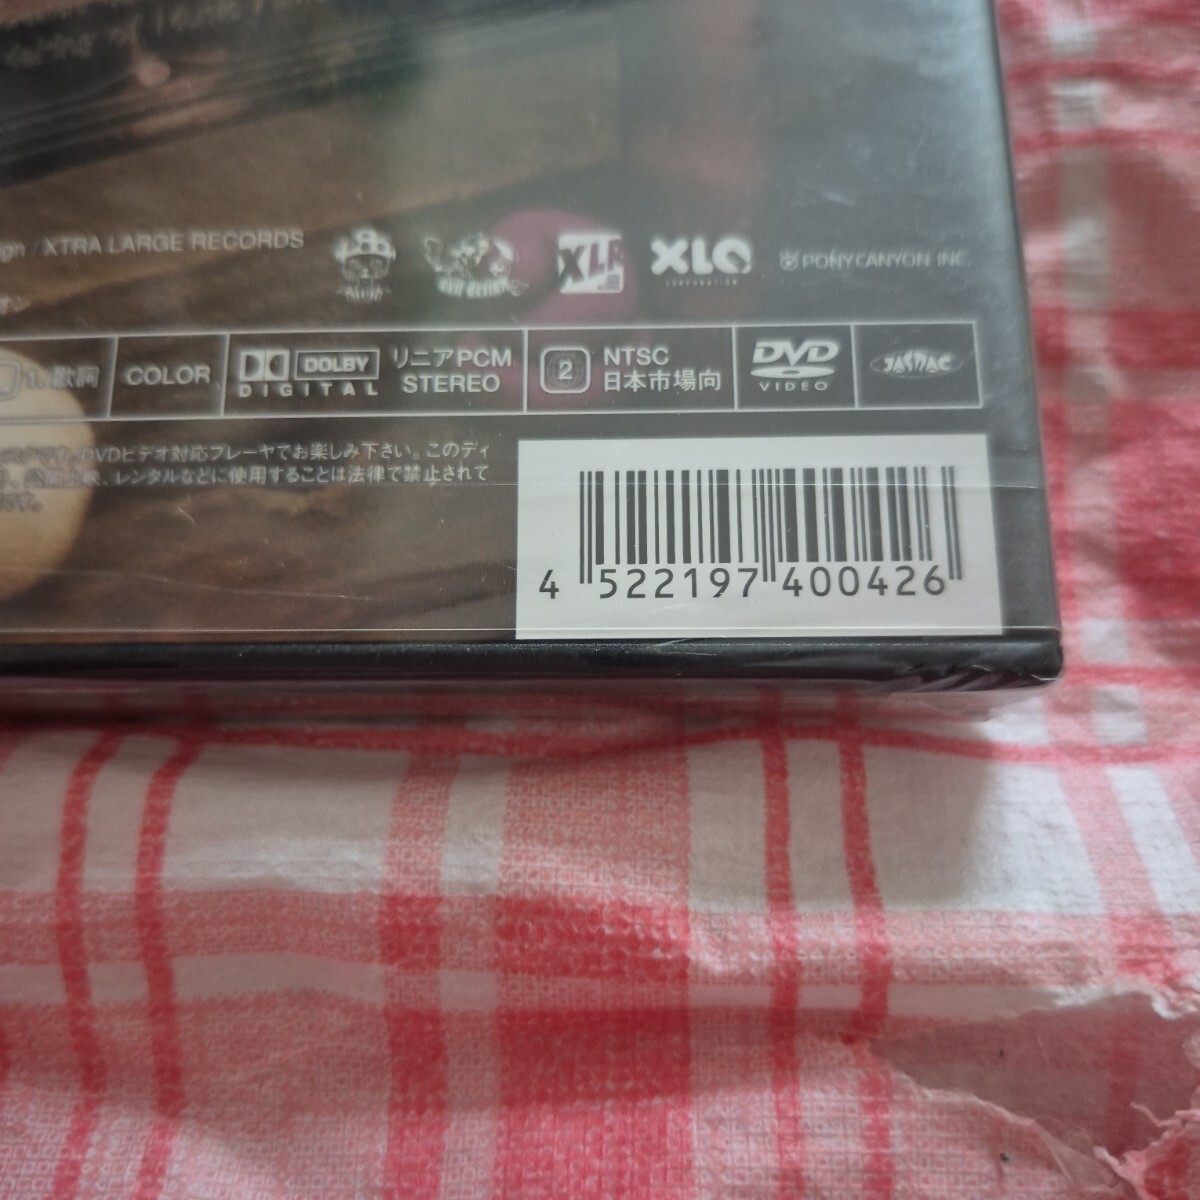 XTRA LARGE RECORDS
XLR
XLQ
CORPORATION
PONYCANYON INC.
COLOR
DOLBY
DIGITAL
リニアPCM
STEREO
2
NTSC
日本市場向
DVD
VIDEO
JASRAC
DVDビデオ対応プレーヤでお楽しみ下さい。このディ
レンタルなどに使用することは法律で禁止されて
4 522197 400426